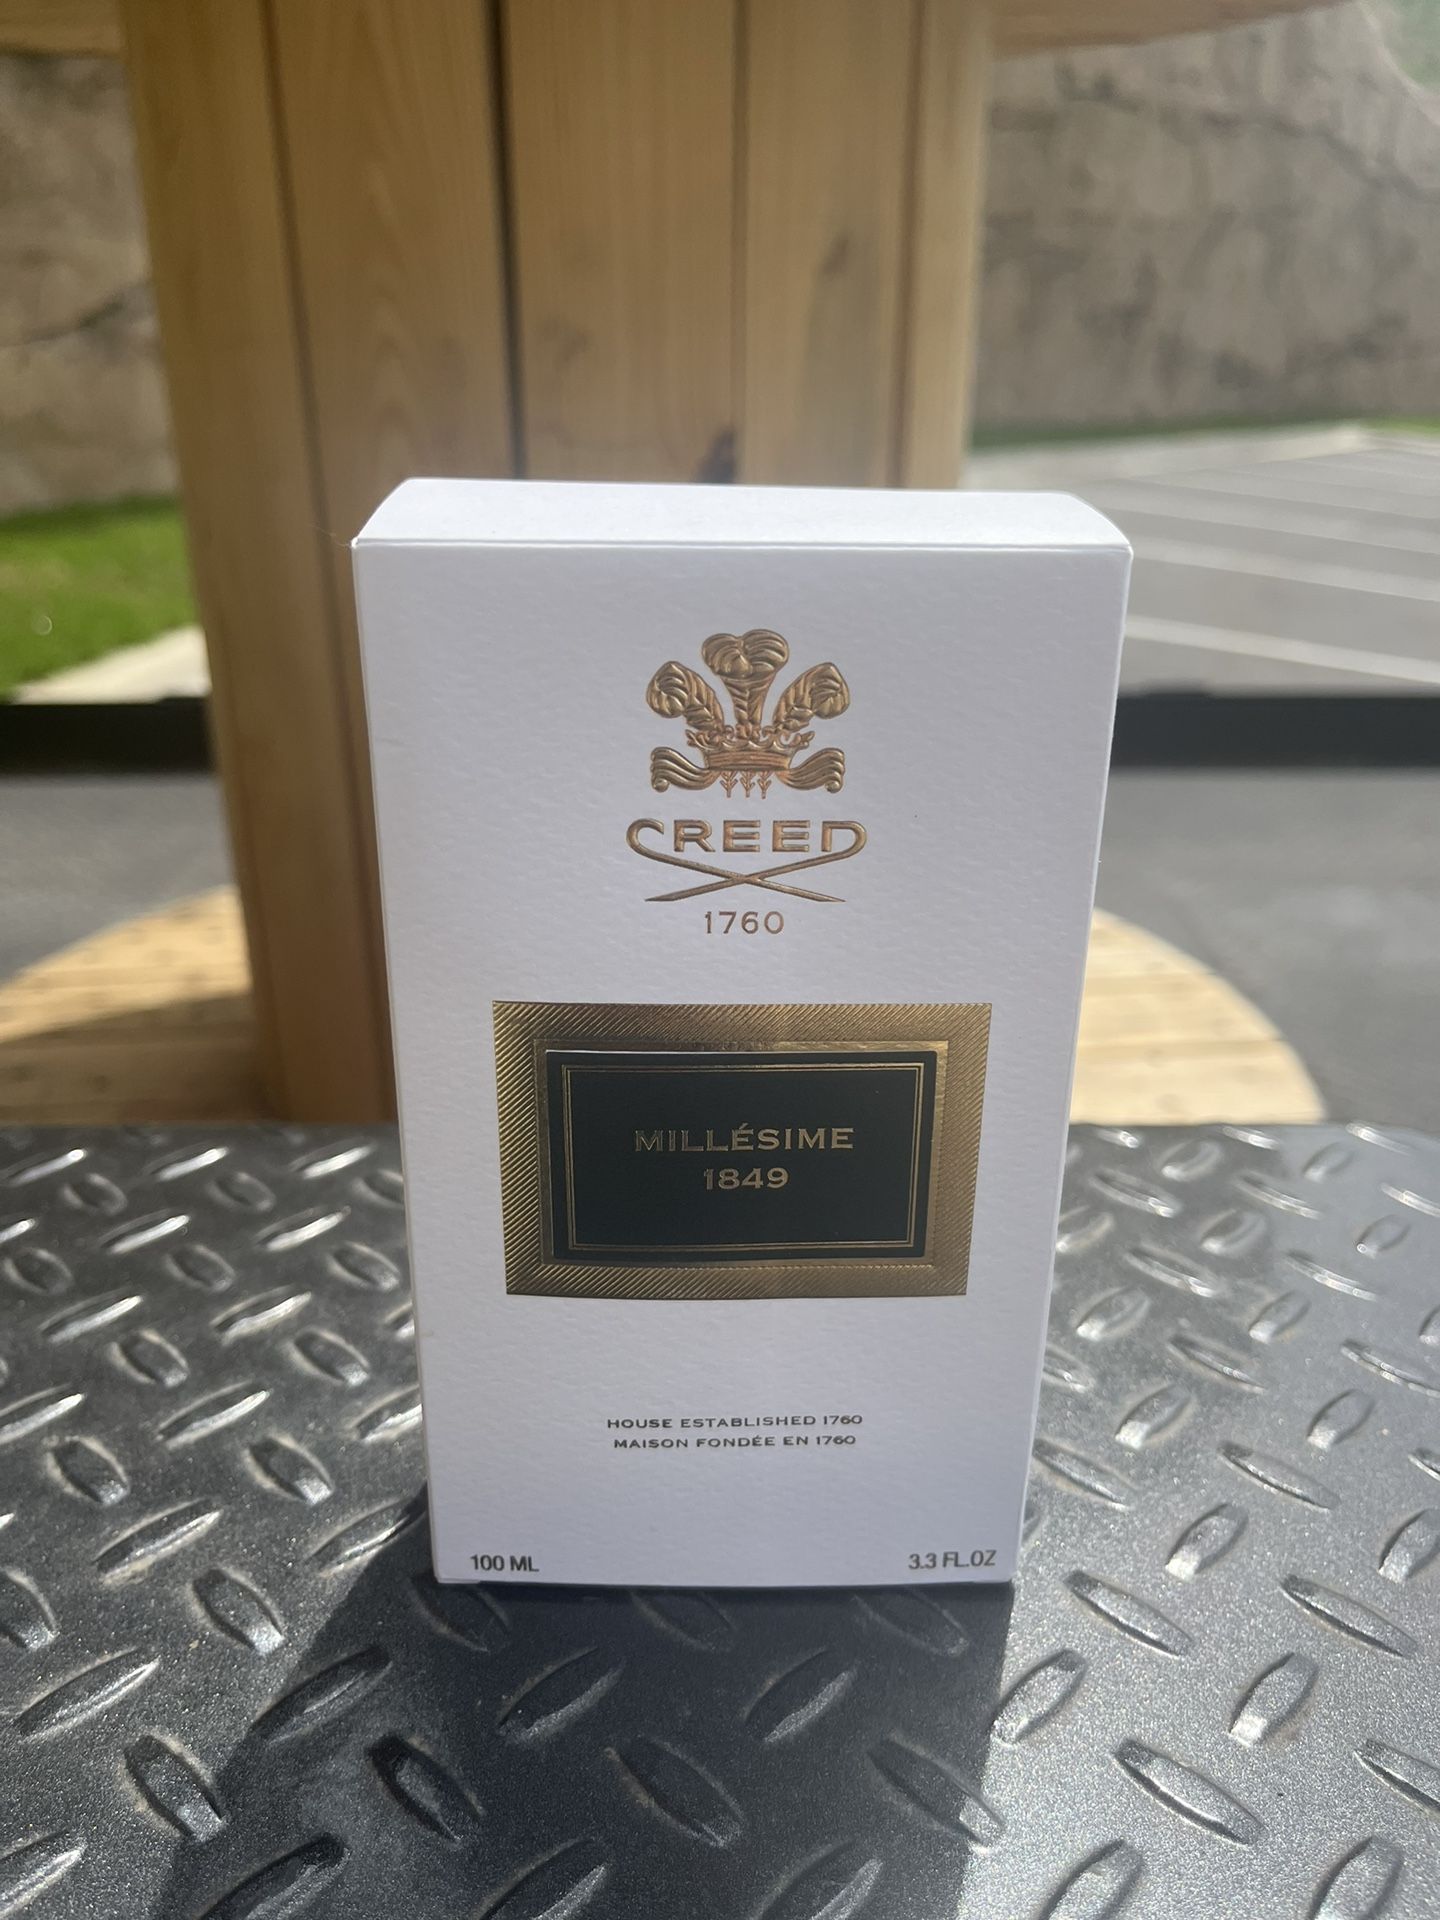 CREED
1760
MILLÉSIME
1849
HOUSE ESTABLISHED 1760
MAISON FONDÉE EN 1760
100 ML
3.3 FL.OZ